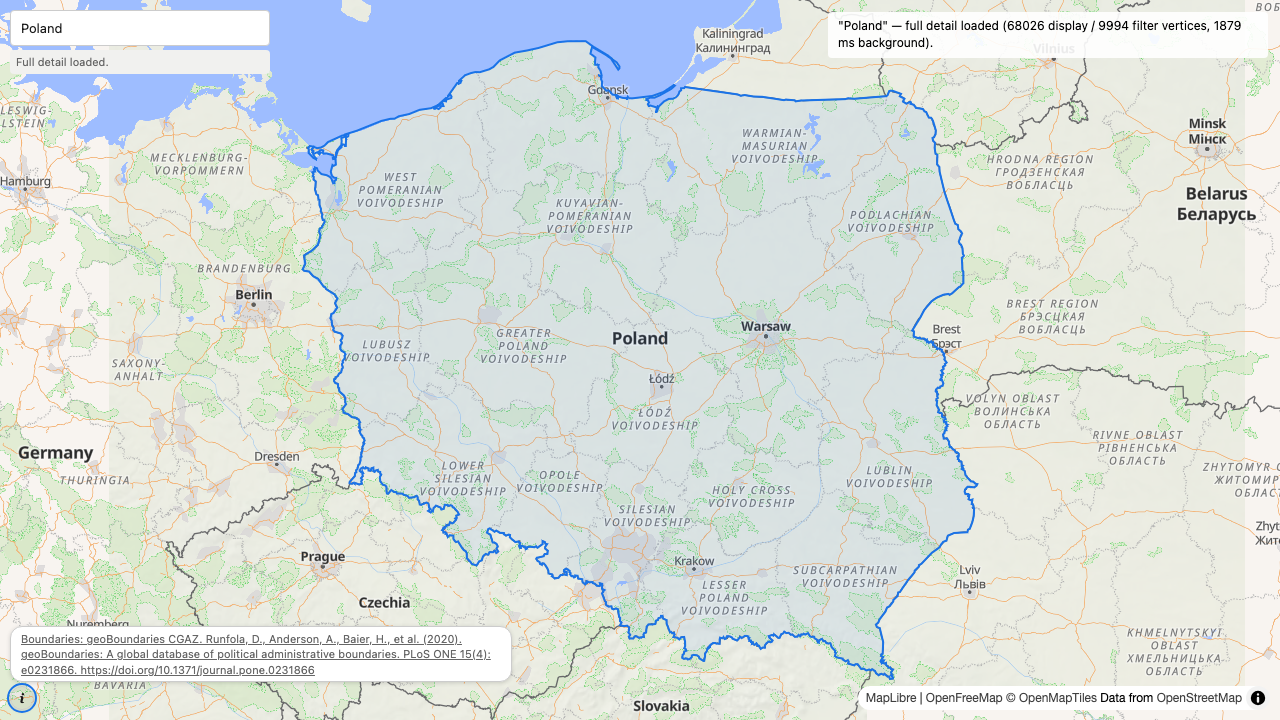 Poland
Full detail loaded.
"Poland" — full detail loaded (68026 display / 9994 filter vertices, 1879
ms background).
Kaliningrad
Калининград
Vilnius
Gdansk
LESWIG-
LSTEIN
MECKLENBURG-
VORPOMMERN
Hamburg
WEST
POMERANIAN
VOIVODESHIP
KUYAVIAN-
POMERANIAN
VOIVODESHIP
WARMIAN-
MASURIAN
VOIVODESHIP
PODLACHIAN
VOIVODESHIP
HRODNA REGION
ГРОДЗЕНСКАЯ
ВОБЛАСЦЬ
Minsk
Мінск
Belarus
Беларусь
BRANDENBURG
Berlin
GREATER
POLAND
VOIVODESHIP
Poland
Warsaw
Brest
Брэст
BREST REGION
БРЭСЦКАЯ
ВОБЛАСЦЬ
LUBUSZ
VOIVODESHIP
SAXONY-
ANHALT
Łódź
ŁÓDŹ
VOIVODESHIP
VOLYN OBLAST
ВОЛИНСЬКА
ОБЛАСТЬ
RIVNE OBLAST
РІВНЕНСЬКА
ОБЛАСТЬ
Germany
THURINGIA
Dresden
LOWER
SILESIAN
VOIVODESHIP
OPOLE
VOIVODESHIP
HOLY CROSS
VOIVODESHIP
LUBLIN
VOIVODESHIP
ZHYTOMYR O
ЖИТОМИР
ОБЛАС
SILESIAN
VOIVODESHIP
Zhyt
Жит
Prague
Krakow
LESSER
POLAND
VOIVODESHIP
SUBCARPATHIAN
VOIVODESHIP
Lviv
Львів
Czechia
Nuremberg
BAVARIA
KHMELNYTSKYI
OBLAST
ХМЕЛЬНИЦЬКА
ОБЛАСТЬ
Slovakia
Boundaries: geoBoundaries CGAZ. Runfola, D., Anderson, A., Baier, H., et al. (2020).
geoBoundaries: A global database of political administrative boundaries. PLoS ONE 15(4):
e0231866. https://doi.org/10.1371/journal.pone.0231866
i
MapLibre | OpenFreeMap © OpenMapTiles Data from OpenStreetMap